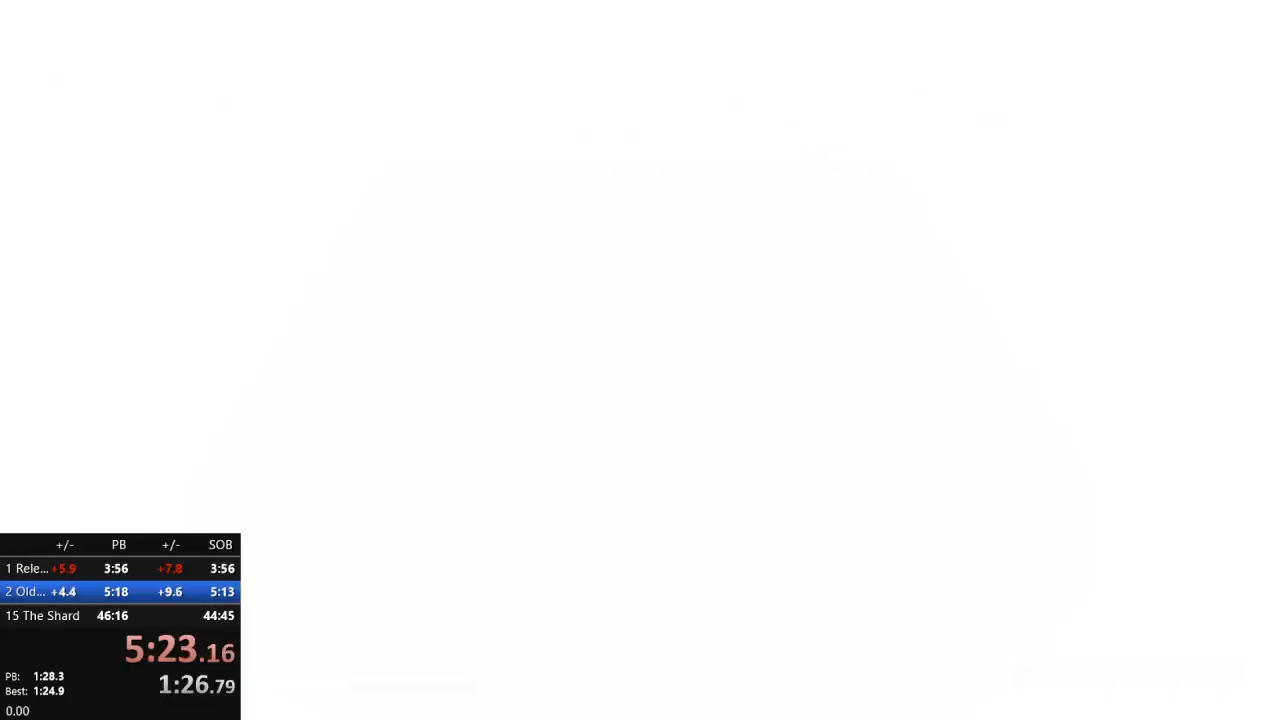 +/- PB +/- SOB
1 Rele... +5.9 3:56 +7.8 3:56
2 Old... +4.4 5:18 +9.6 5:13
15 The Shard 46:16 44:45
5:23.16
PB: 1:28.3
Best: 1:24.9
1:26.79
0.00